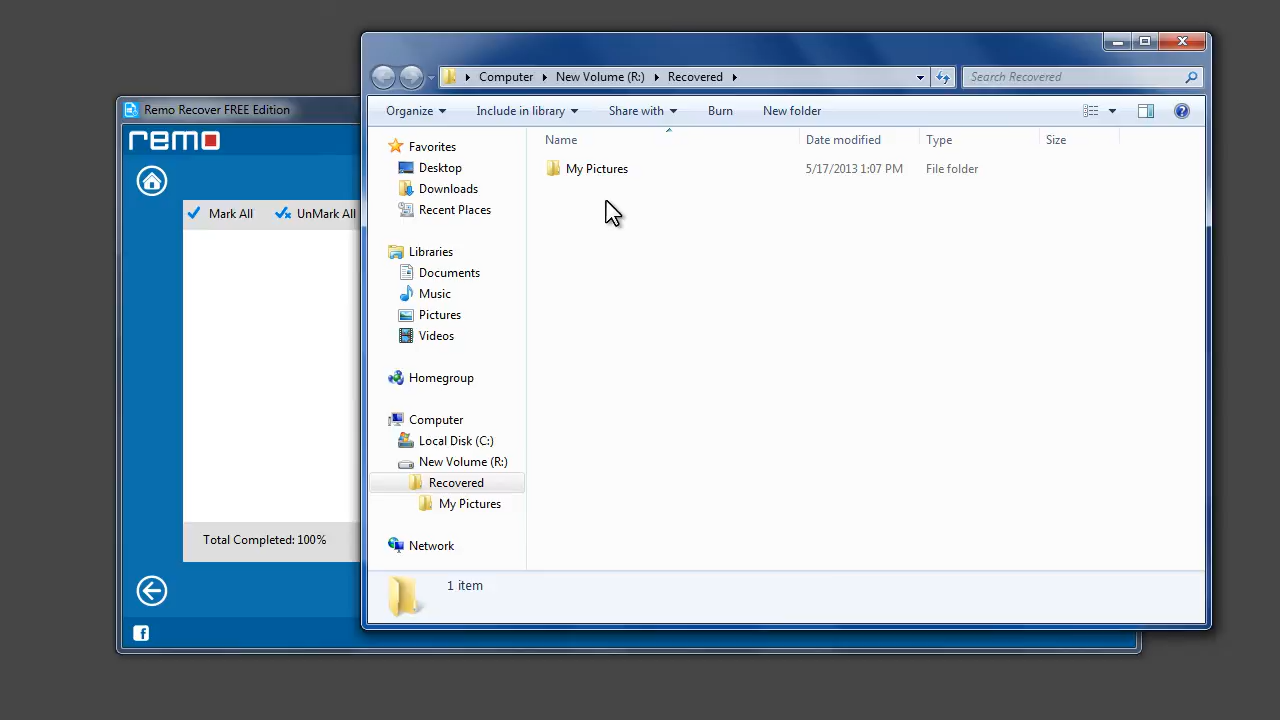 Remo Recover FREE Edition
remo
Mark All
UnMark All
Total Completed: 100%
Computer
New Volume (R:)
Recovered
Search Recovered
Organize
Include in library
Share with
Burn
New folder
Name
Date modified
Type
Size
My Pictures
5/17/2013 1:07 PM
File folder
Favorites
Desktop
Downloads
Recent Places
Libraries
Documents
Music
Pictures
Videos
Homegroup
Computer
Local Disk (C:)
New Volume (R:)
Recovered
My Pictures
Network
1 item